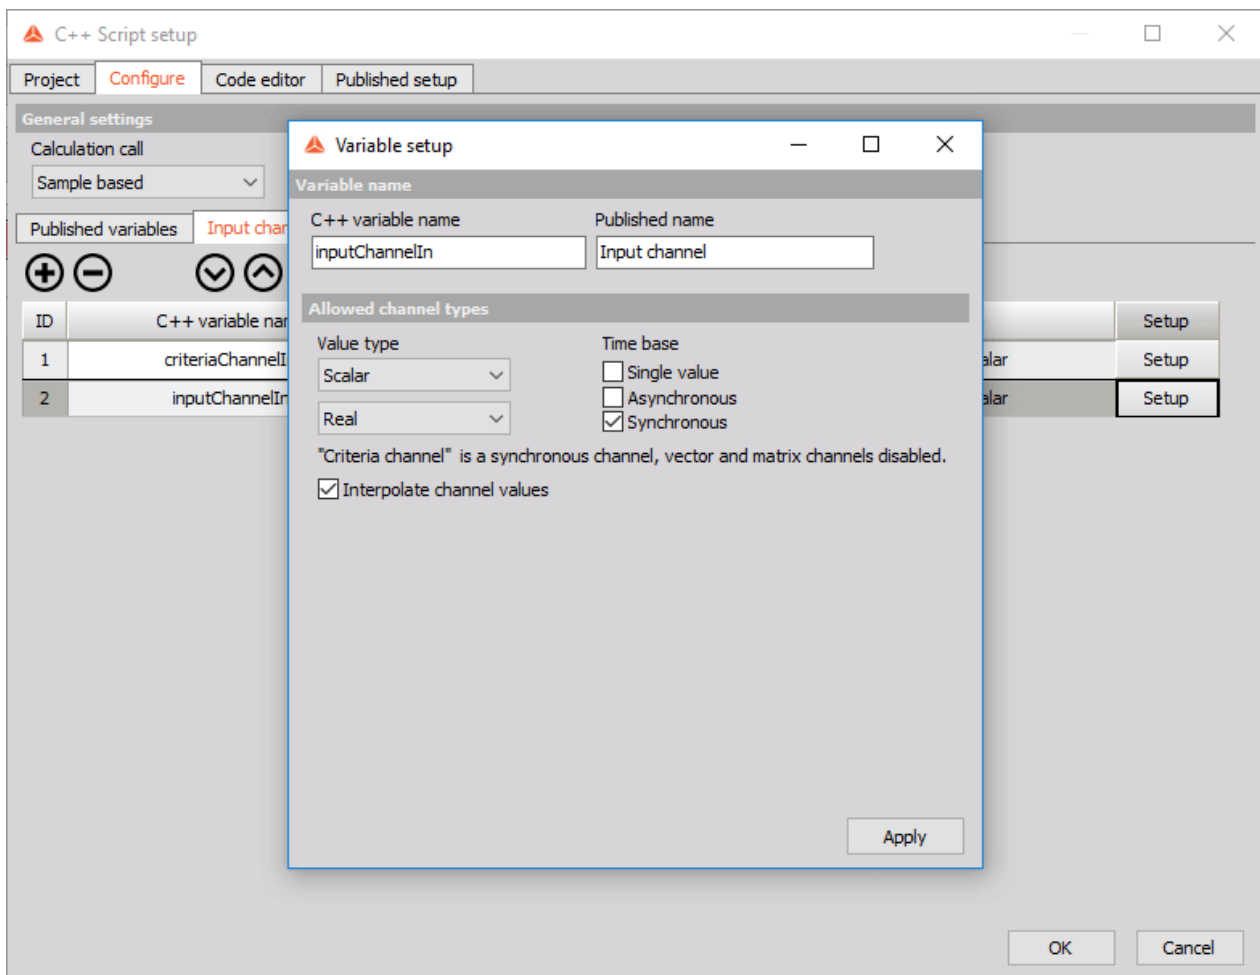 C++ Script setup
Project Configure Code editor Published setup
General settings
Calculation call
Sample based
Published variables Input char
ID C++ variable nar Setup
1 criteriaChannelI alar Setup
2 inputChannelIn alar Setup
Variable setup
Variable name
C++ variable name Published name
inputChannelIn Input channel
Allowed channel types
Value type Time base
Scalar Single value
Asynchronous
Real Synchronous
"Criteria channel" is a synchronous channel, vector and matrix channels disabled.
Interpolate channel values
Apply
OK Cancel